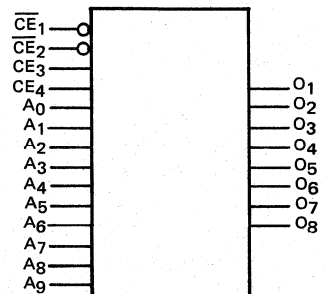 C̅E̅₁
C̅E̅₂
CE₃
CE₄
A₀
A₁
A₂
A₃
A₄
A₅
A₆
A₇
A₈
A₉
O₁
O₂
O₃
O₄
O₅
O₆
O₇
O₈